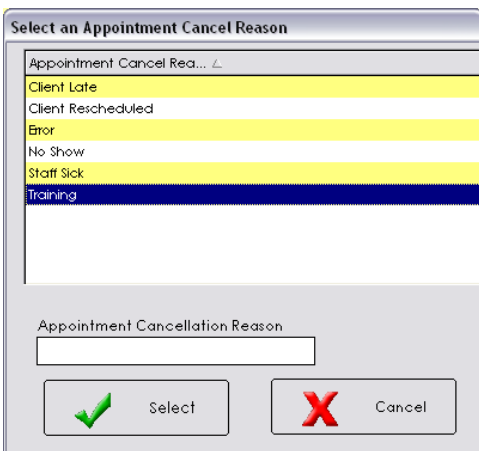 Select an Appointment Cancel Reason
Appointment Cancel Rea...
Client Late
Client Rescheduled
Error
No Show
Staff Sick
Training
Appointment Cancellation Reason
Select
Cancel